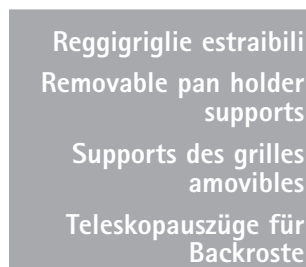 Reggigriglie estraibili
Removable pan holder
supports
Supports des grilles
amovibles
Teleskopauszüge für
Backroste